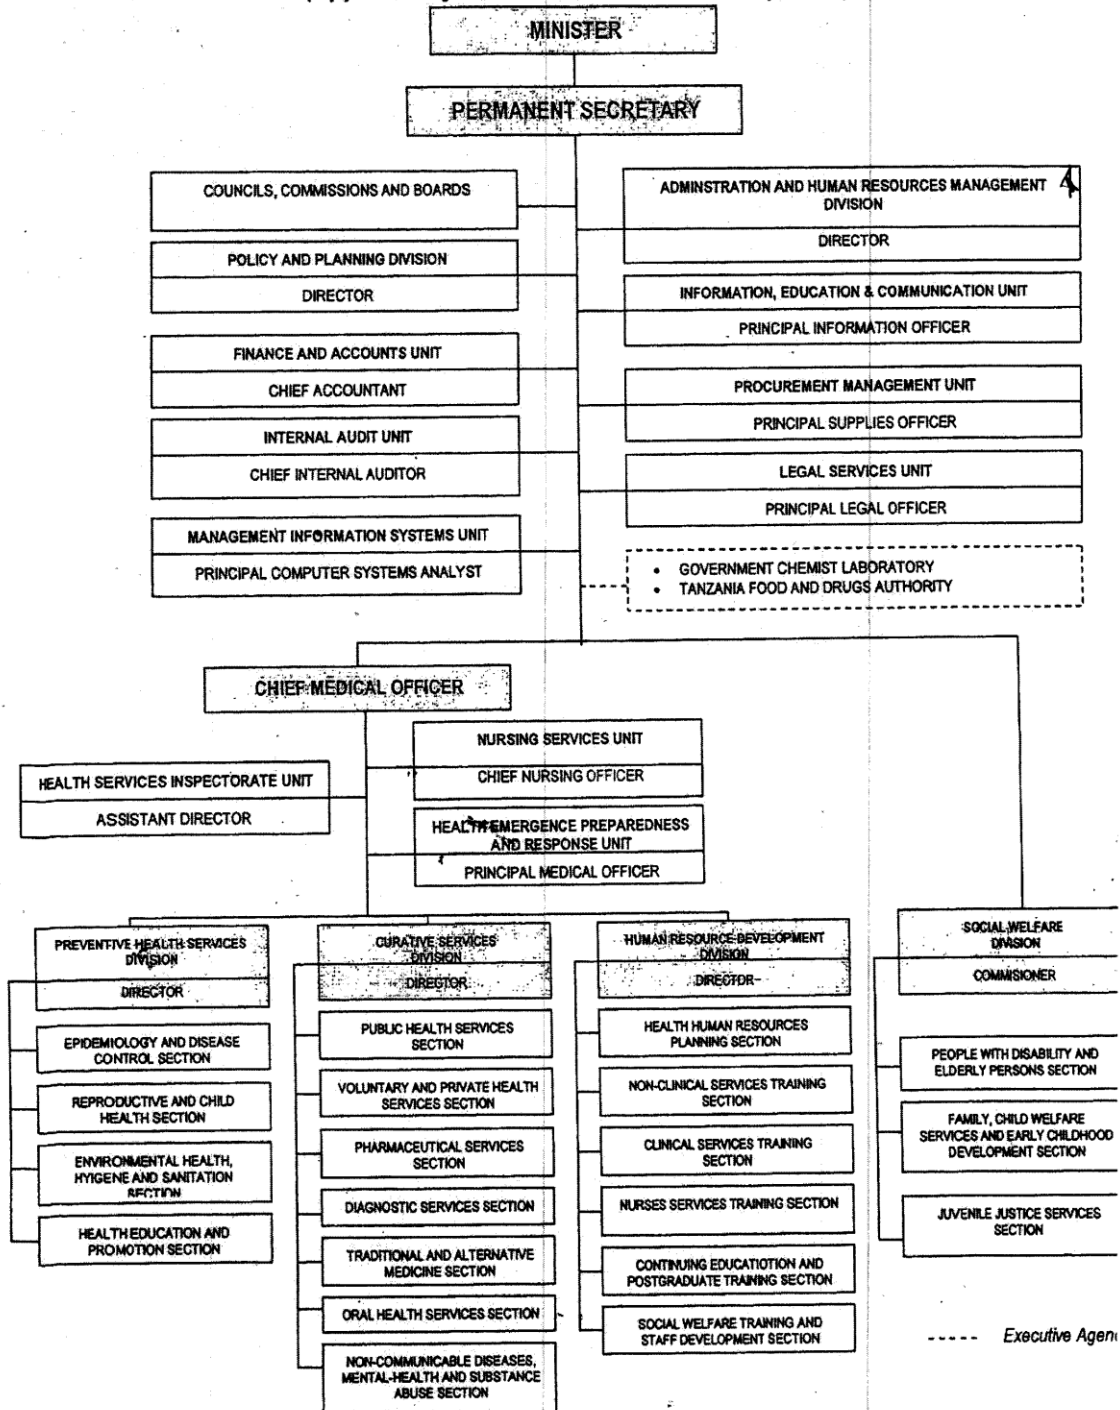 MINISTER
PERMANENT SECRETARY
COUNCILS, COMMISSIONS AND BOARDS
POLICY AND PLANNING DIVISION
DIRECTOR
FINANCE AND ACCOUNTS UNIT
CHIEF ACCOUNTANT
INTERNAL AUDIT UNIT
CHIEF INTERNAL AUDITOR
MANAGEMENT INFORMATION SYSTEMS UNIT
PRINCIPAL COMPUTER SYSTEMS ANALYST
ADMINSTRATION AND HUMAN RESOURCES MANAGEMENT
DIVISION
DIRECTOR
INFORMATION, EDUCATION & COMMUNICATION UNIT
PRINCIPAL INFORMATION OFFICER
PROCUREMENT MANAGEMENT UNIT
PRINCIPAL SUPPLIES OFFICER
LEGAL SERVICES UNIT
PRINCIPAL LEGAL OFFICER
• GOVERNMENT CHEMIST LABORATORY
• TANZANIA FOOD AND DRUGS AUTHORITY
CHIEF MEDICAL OFFICER
NURSING SERVICES UNIT
CHIEF NURSING OFFICER
HEALTH SERVICES INSPECTORATE UNIT
ASSISTANT DIRECTOR
HEALTH EMERGENCE PREPAREDNESS
AND RESPONSE UNIT
PRINCIPAL MEDICAL OFFICER
PREVENTIVE HEALTH SERVICES
DIVISION
DIRECTOR
EPIDEMIOLOGY AND DISEASE
CONTROL SECTION
REPRODUCTIVE AND CHILD
HEALTH SECTION
ENVIRONMENTAL HEALTH,
HYIGENE AND SANITATION
SECTION
HEALTH EDUCATION AND
PROMOTION SECTION
CURATIVE SERVICES
DIVISION
DIRECTOR
PUBLIC HEALTH SERVICES
SECTION
VOLUNTARY AND PRIVATE HEALTH
SERVICES SECTION
PHARMACEUTICAL SERVICES
SECTION
DIAGNOSTIC SERVICES SECTION
TRADITIONAL AND ALTERNATIVE
MEDICINE SECTION
ORAL HEALTH SERVICES SECTION
NON-COMMUNICABLE DISEASES,
MENTAL-HEALTH AND SUBSTANCE
ABUSE SECTION
HUMAN RESOURCE DEVELOPMENT
DIVISION
DIRECTOR
HEALTH HUMAN RESOURCES
PLANNING SECTION
NON-CLINICAL SERVICES TRAINING
SECTION
CLINICAL SERVICES TRAINING
SECTION
NURSES SERVICES TRAINING SECTION
CONTINUING EDUCATIOTION AND
POSTGRADUATE TRAINING SECTION
SOCIAL WELFARE TRAINING AND
STAFF DEVELOPMENT SECTION
SOCIAL WELFARE
DIVISION
COMMISIONER
PEOPLE WITH DISABILITY AND
ELDERLY PERSONS SECTION
FAMILY, CHILD WELFARE
SERVICES AND EARLY CHILDHOOD
DEVELOPMENT SECTION
JUVENILE JUSTICE SERVICES
SECTION
----- Executive Agen